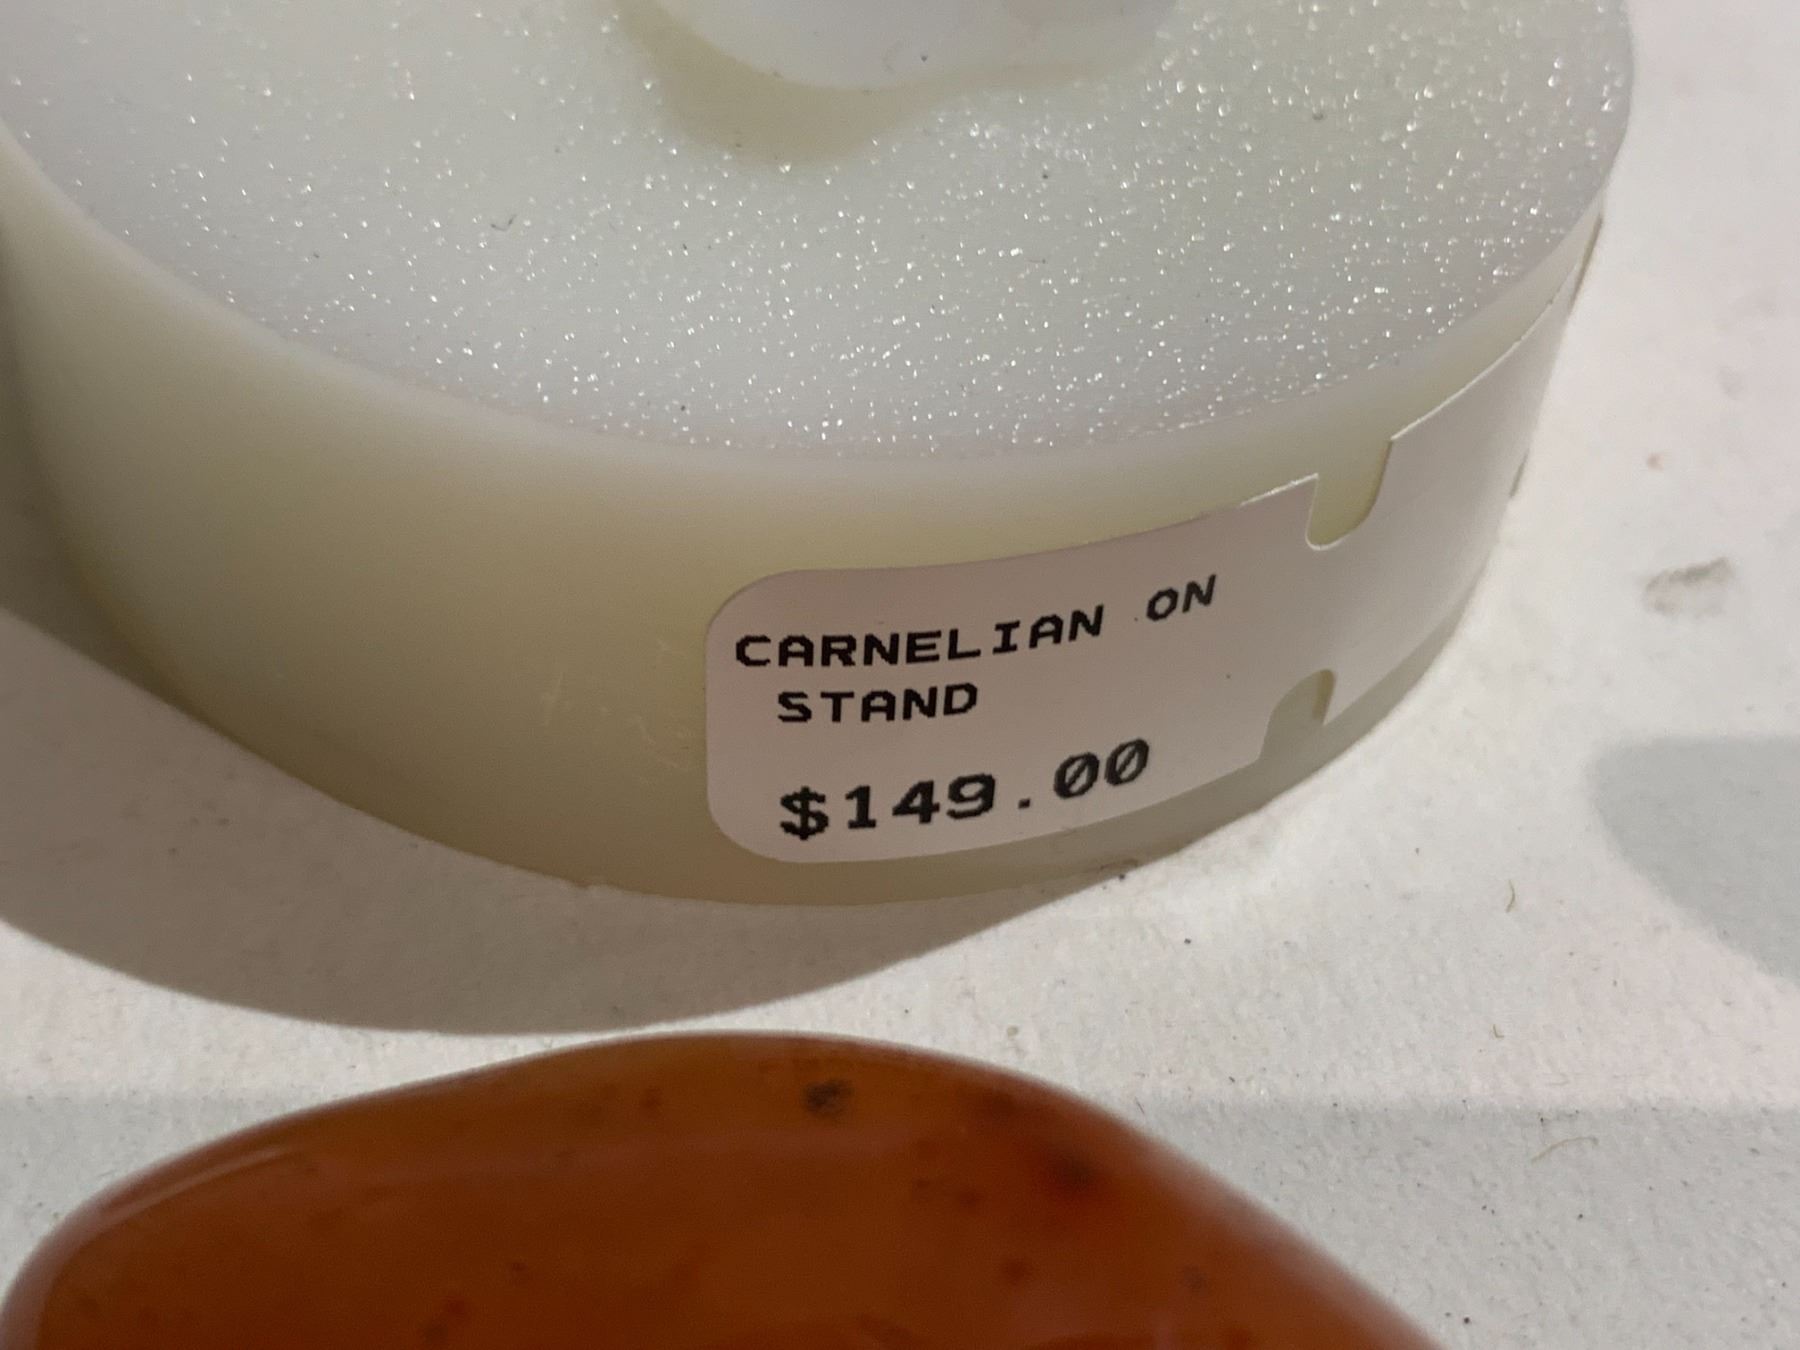 CARNELIAN ON
STAND
$149.00